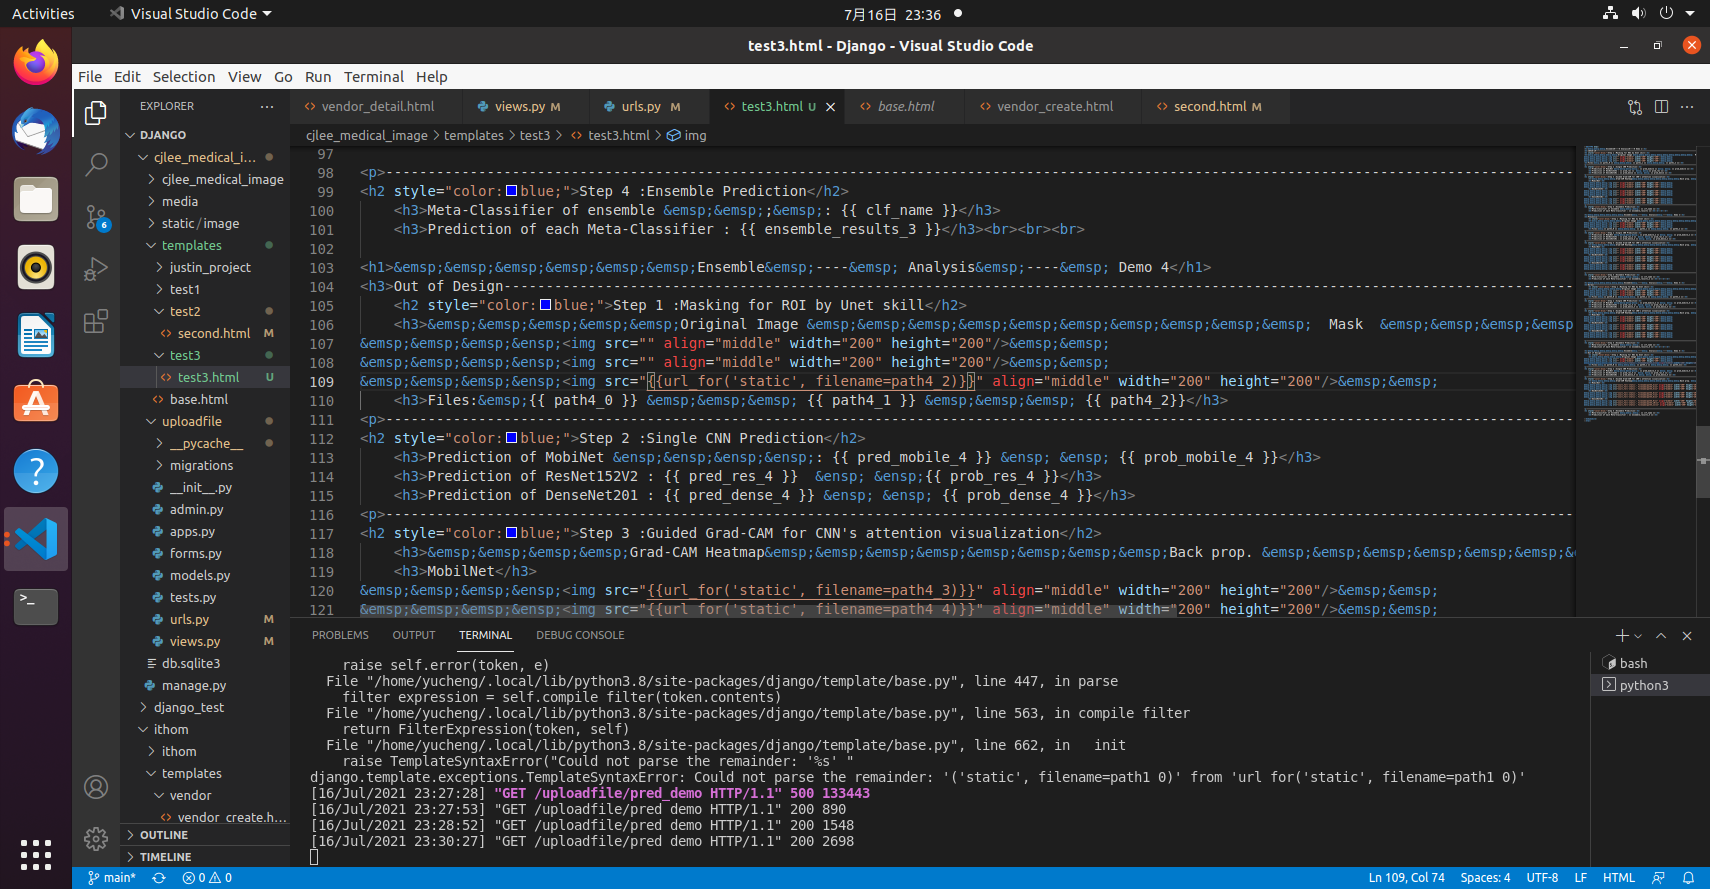 Activities
Visual Studio Code
7月16日 23:36
test3.html - Django - Visual Studio Code
File Edit Selection View Go Run Terminal Help
EXPLORER
DJANGO
cjlee_medical_i...
cjlee_medical_image
media
static / image
templates
justin_project
test1
test2
second.html M
test3
test3.html U
base.html
uploadfile
__pycache__
migrations
__init__.py
admin.py
apps.py
forms.py
models.py
tests.py
urls.py M
views.py M
db.sqlite3
manage.py
django_test
ithom
ithom
templates
vendor
vendor_create.h...
OUTLINE
TIMELINE
6
vendor_detail.html
views.py M
urls.py M
test3.html U
base.html
vendor_create.html
second.html M
cjlee_medical_image > templates > test3 > test3.html > img
97
98 <p>------------------------------------------------------------------------------------------------------------------------------------------------
99 <h2 style="color:blue;">Step 4 :Ensemble Prediction</h2>
100 <h3>Meta-Classifier of ensemble &emsp;&emsp;;&emsp;: {{ clf_name }}</h3>
101 <h3>Prediction of each Meta-Classifier : {{ ensemble_results_3 }}</h3><br><br><br>
102
103 <h1>&emsp;&emsp;&emsp;&emsp;&emsp;&emsp;Ensemble&emsp;----&emsp; Analysis&emsp;----&emsp; Demo 4</h1>
104 <h3>Out of Design-------------------------------------------------------------------------------------------------------------------------------
105 <h2 style="color:blue;">Step 1 :Masking for ROI by Unet skill</h2>
106 <h3>&emsp;&emsp;&emsp;&emsp;&emsp;Original Image &emsp;&emsp;&emsp;&emsp;&emsp;&emsp;&emsp;&emsp;&emsp;  Mask  &emsp;&emsp;&emsp;&emsp
107 &emsp;&emsp;&emsp;&ensp;<img src="" align="middle" width="200" height="200"/>&emsp;&emsp;
108 &emsp;&emsp;&emsp;&ensp;<img src="" align="middle" width="200" height="200"/>&emsp;&emsp;
109 &emsp;&emsp;&emsp;&ensp;<img src="{{url_for('static', filename=path4_2)}}" align="middle" width="200" height="200"/>&emsp;&emsp;
110 <h3>Files:&emsp;{{ path4_0 }} &emsp;&emsp;&emsp; {{ path4_1 }} &emsp;&emsp;&emsp; {{ path4_2}}</h3>
111 <p>------------------------------------------------------------------------------------------------------------------------------------------------
112 <h2 style="color:blue;">Step 2 :Single CNN Prediction</h2>
113 <h3>Prediction of MobiNet &ensp;&ensp;&ensp;&ensp;: {{ pred_mobile_4 }} &ensp; &ensp; {{ prob_mobile_4 }}</h3>
114 <h3>Prediction of ResNet152V2 : {{ pred_res_4 }}  &ensp; &ensp;{{ prob_res_4 }}</h3>
115 <h3>Prediction of DenseNet201 : {{ pred_dense_4 }} &ensp; &ensp; {{ prob_dense_4 }}</h3>
116 <p>------------------------------------------------------------------------------------------------------------------------------------------------
117 <h2 style="color:blue;">Step 3 :Guided Grad-CAM for CNN's attention visualization</h2>
118 <h3>&emsp;&emsp;&emsp;&emsp;Grad-CAM Heatmap&emsp;&emsp;&emsp;&emsp;&emsp;&emsp;&emsp;&emsp;Back prop. &emsp;&emsp;&emsp;&emsp;&emsp;&
119 <h3>MobilNet</h3>
120 &emsp;&emsp;&emsp;&ensp;<img src="{{url_for('static', filename=path4_3)}}" align="middle" width="200" height="200"/>&emsp;&emsp;
121 &emsp;&emsp;&emsp;&ensp;<img src="{{url_for('static', filename=path4_4)}}" align="middle" width="200" height="200"/>&emsp;&emsp;
PROBLEMS OUTPUT TERMINAL DEBUG CONSOLE
raise self.error(token, e)
File "/home/yucheng/.local/lib/python3.8/site-packages/django/template/base.py", line 447, in parse
filter expression = self.compile filter(token.contents)
File "/home/yucheng/.local/lib/python3.8/site-packages/django/template/base.py", line 563, in compile filter
return FilterExpression(token, self)
File "/home/yucheng/.local/lib/python3.8/site-packages/django/template/base.py", line 662, in   init
raise TemplateSyntaxError("Could not parse the remainder: '%s' "
django.template.exceptions.TemplateSyntaxError: Could not parse the remainder: '('static', filename=path1 0)' from 'url for('static', filename=path1 0)'
[16/Jul/2021 23:27:28] "GET /uploadfile/pred_demo HTTP/1.1" 500 133443
[16/Jul/2021 23:27:53] "GET /uploadfile/pred demo HTTP/1.1" 200 890
[16/Jul/2021 23:28:52] "GET /uploadfile/pred demo HTTP/1.1" 200 1548
[16/Jul/2021 23:30:27] "GET /uploadfile/pred demo HTTP/1.1" 200 2698
bash
python3
main* 0 0
Ln 109, Col 74 Spaces: 4 UTF-8 LF HTML